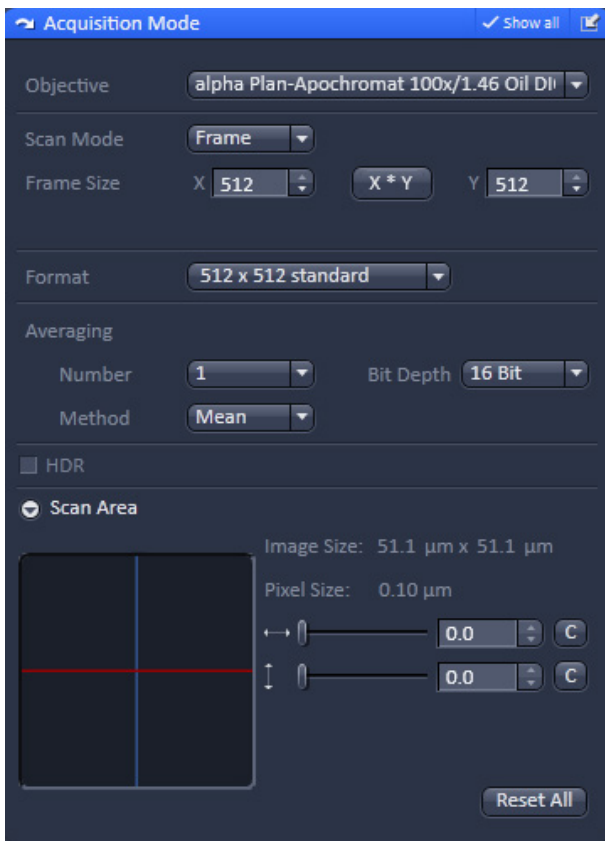 Acquisition Mode Show all
Objective alpha Plan-Apochromat 100x/1.46 Oil DI
Scan Mode Frame
Frame Size X 512 X * Y Y 512
Format 512 x 512 standard
Averaging
Number 1 Bit Depth 16 Bit
Method Mean
HDR
Scan Area
Image Size: 51.1 µm x 51.1 µm
Pixel Size: 0.10 µm
0.0 C
0.0 C
Reset All